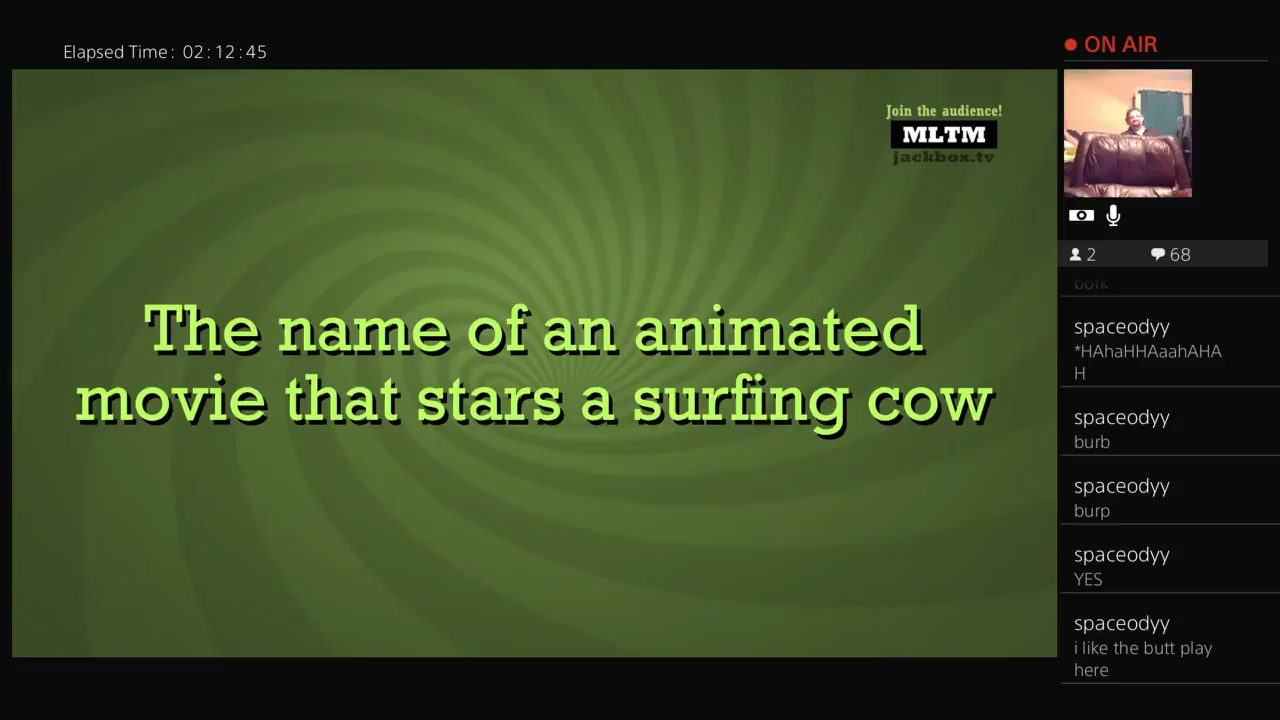 Elapsed Time: 02:12:45
ON AIR
Join the audience!
MLTM
jackbox.tv
2 68
The name of an animated
movie that stars a surfing cow
bork
spaceodyy
*HAhaHHAaahAHA
H
spaceodyy
burb
spaceodyy
burp
spaceodyy
YES
spaceodyy
i like the butt play
here